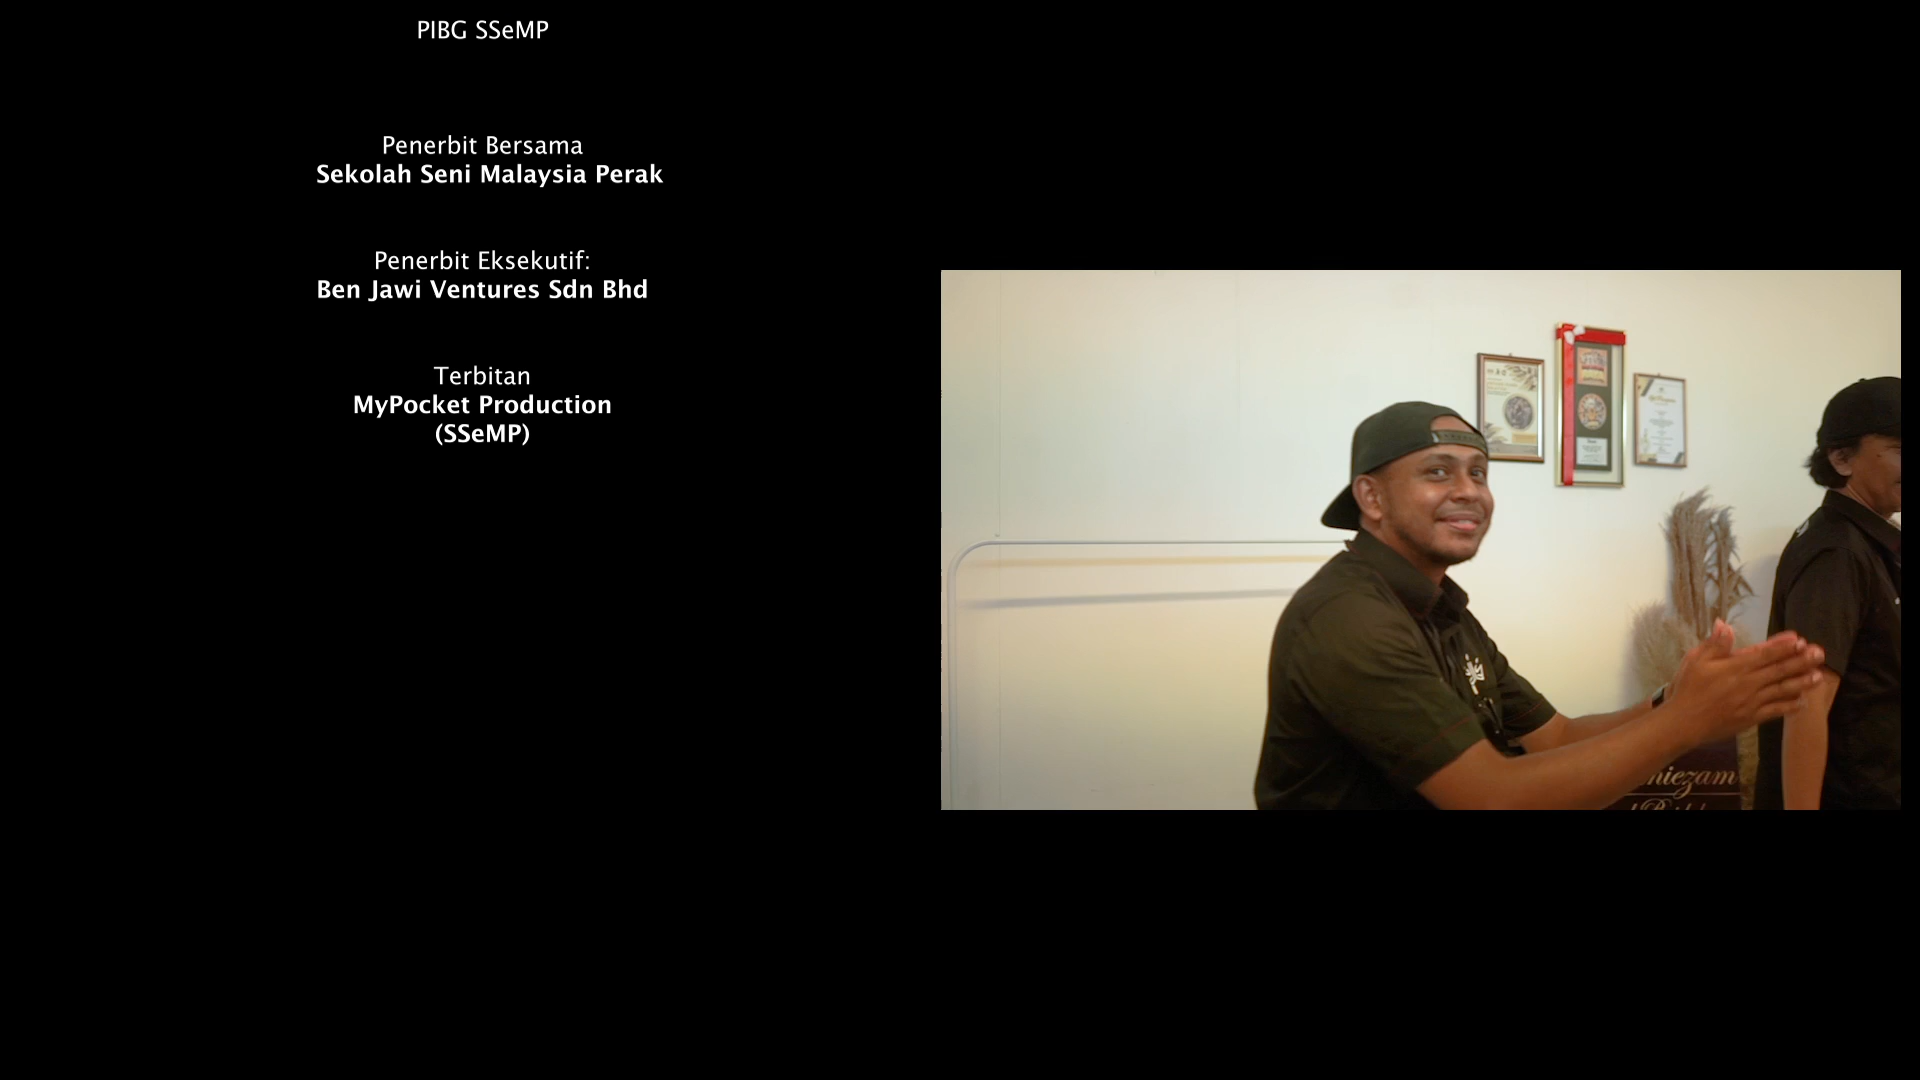 PIBG SSeMP
Penerbit Bersama
Sekolah Seni Malaysia Perak
Penerbit Eksekutif:
Ben Jawi Ventures Sdn Bhd
Terbitan
MyPocket Production
(SSeMP)